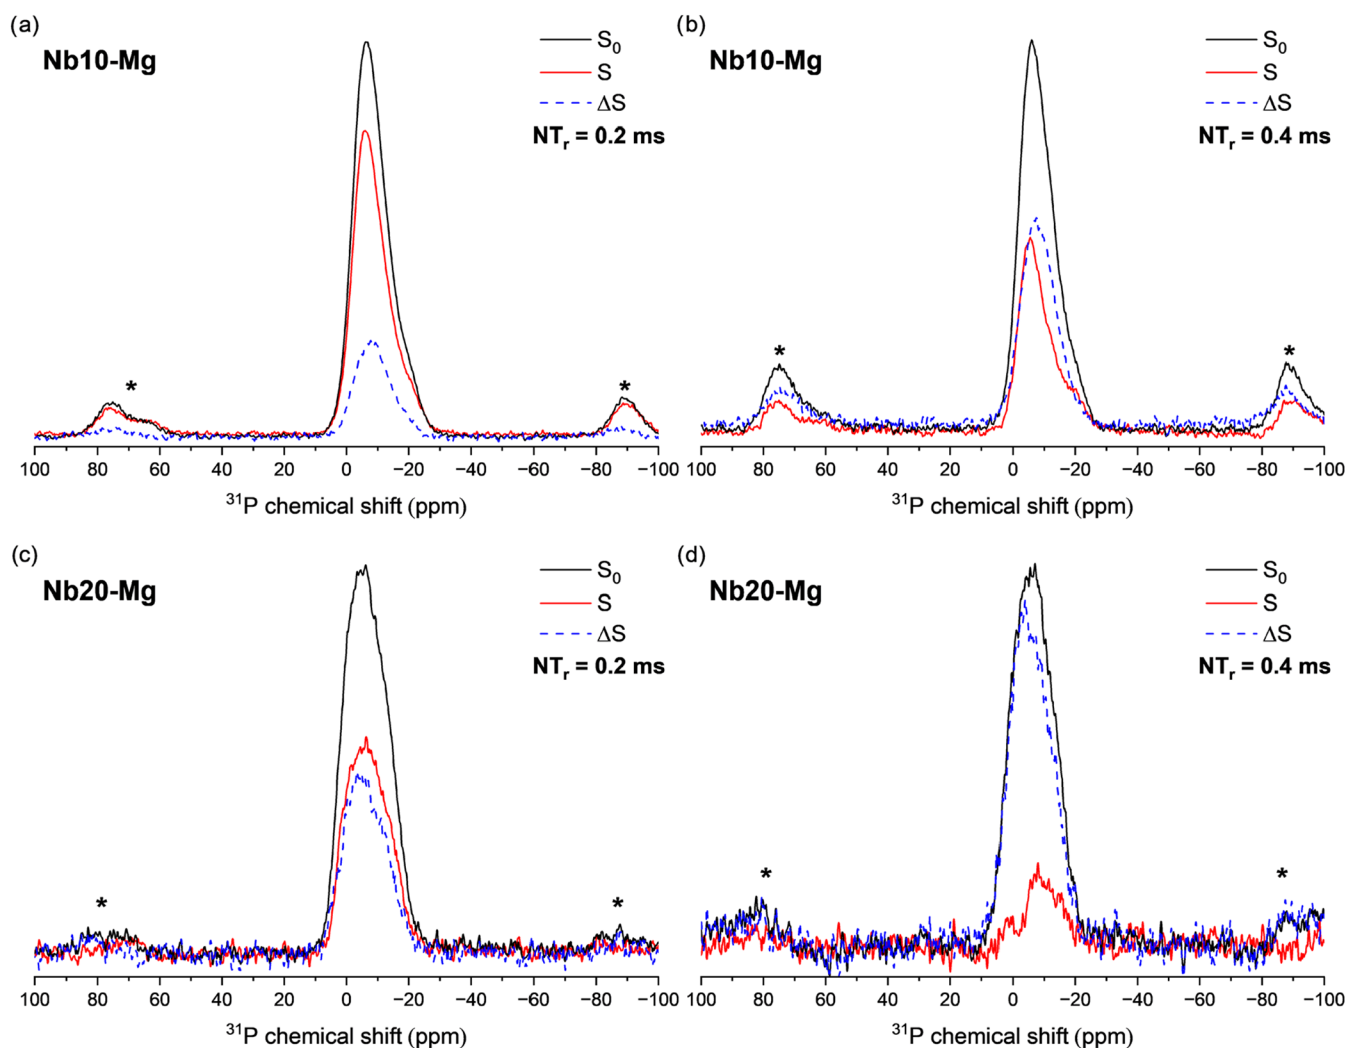 (a)
Nb10-Mg
S₀
S
ΔS
NTᵣ = 0.2 ms
*
*
100 80 60 40 20 0 -20 -40 -60 -80 -100
³¹P chemical shift (ppm)
(b)
Nb10-Mg
S₀
S
ΔS
NTᵣ = 0.4 ms
*
*
100 80 60 40 20 0 −20 −40 −60 −80 −100
³¹P chemical shift (ppm)
(c)
Nb20-Mg
S₀
S
ΔS
NTᵣ = 0.2 ms
*
*
100 80 60 40 20 0 -20 -40 -60 -80 -100
³¹P chemical shift (ppm)
(d)
Nb20-Mg
S₀
S
ΔS
NTᵣ = 0.4 ms
*
*
100 80 60 40 20 0 −20 −40 −60 −80 −100
³¹P chemical shift (ppm)